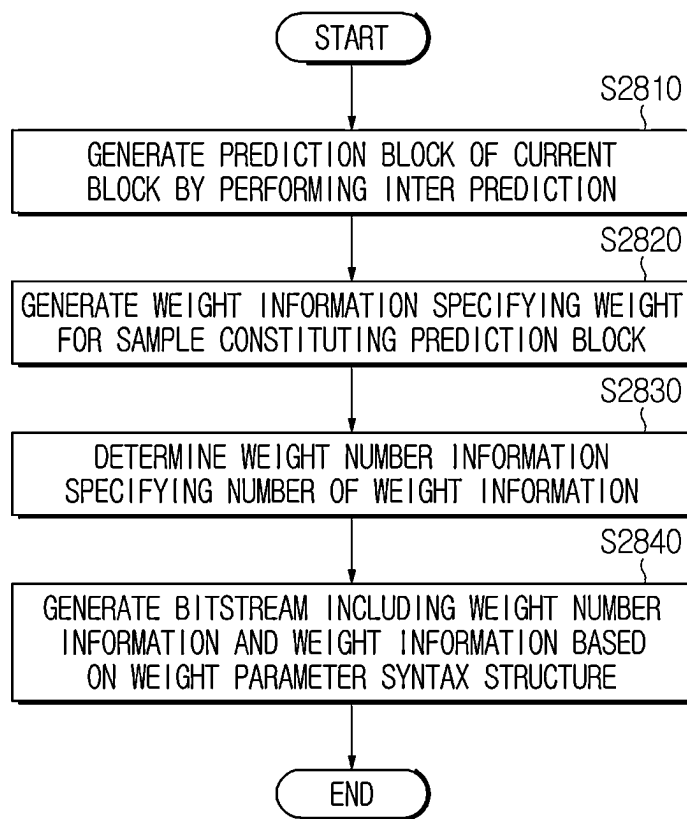 START
S2810
GENERATE PREDICTION BLOCK OF CURRENT
BLOCK BY PERFORMING INTER PREDICTION
S2820
GENERATE WEIGHT INFORMATION SPECIFYING WEIGHT
FOR SAMPLE CONSTITUTING PREDICTION BLOCK
S2830
DETERMINE WEIGHT NUMBER INFORMATION
SPECIFYING NUMBER OF WEIGHT INFORMATION
S2840
GENERATE BITSTREAM INCLUDING WEIGHT NUMBER
INFORMATION AND WEIGHT INFORMATION BASED
ON WEIGHT PARAMETER SYNTAX STRUCTURE
END